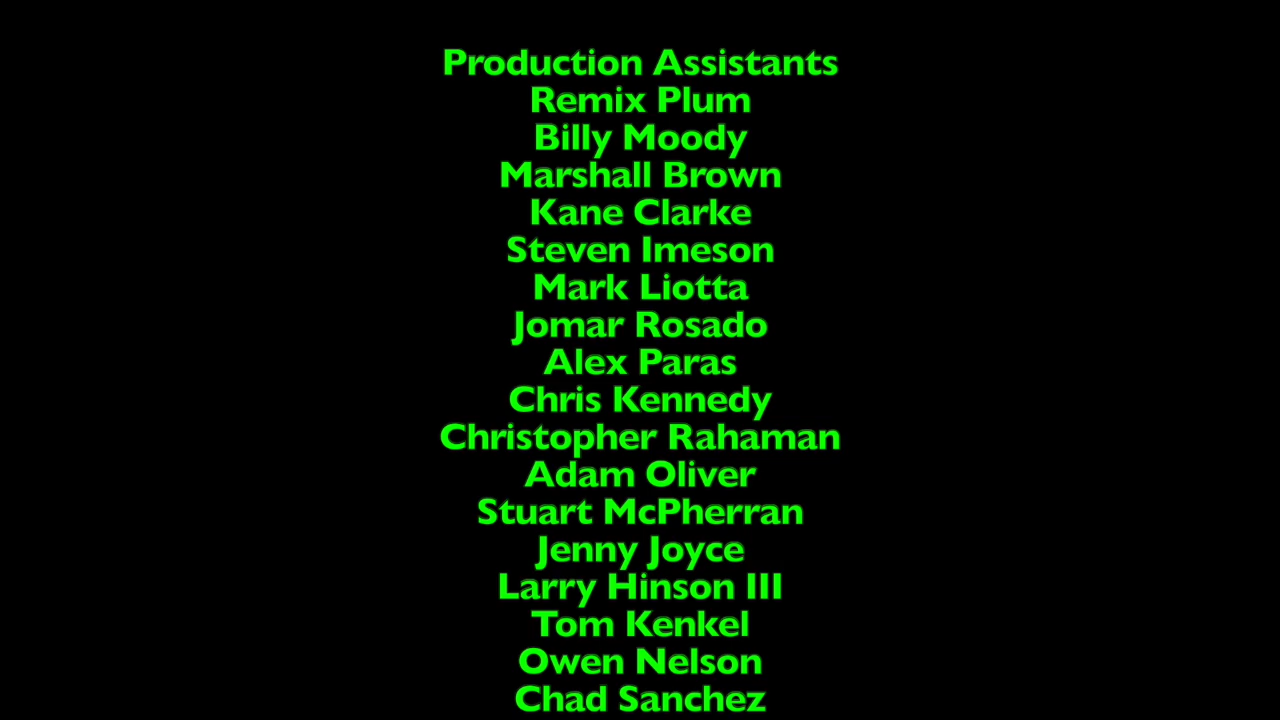 Production Assistants
Remix Plum
Billy Moody
Marshall Brown
Kane Clarke
Steven Imeson
Mark Liotta
Jomar Rosado
Alex Paras
Chris Kennedy
Christopher Rahaman
Adam Oliver
Stuart McPherran
Jenny Joyce
Larry Hinson III
Tom Kenkel
Owen Nelson
Chad Sanchez